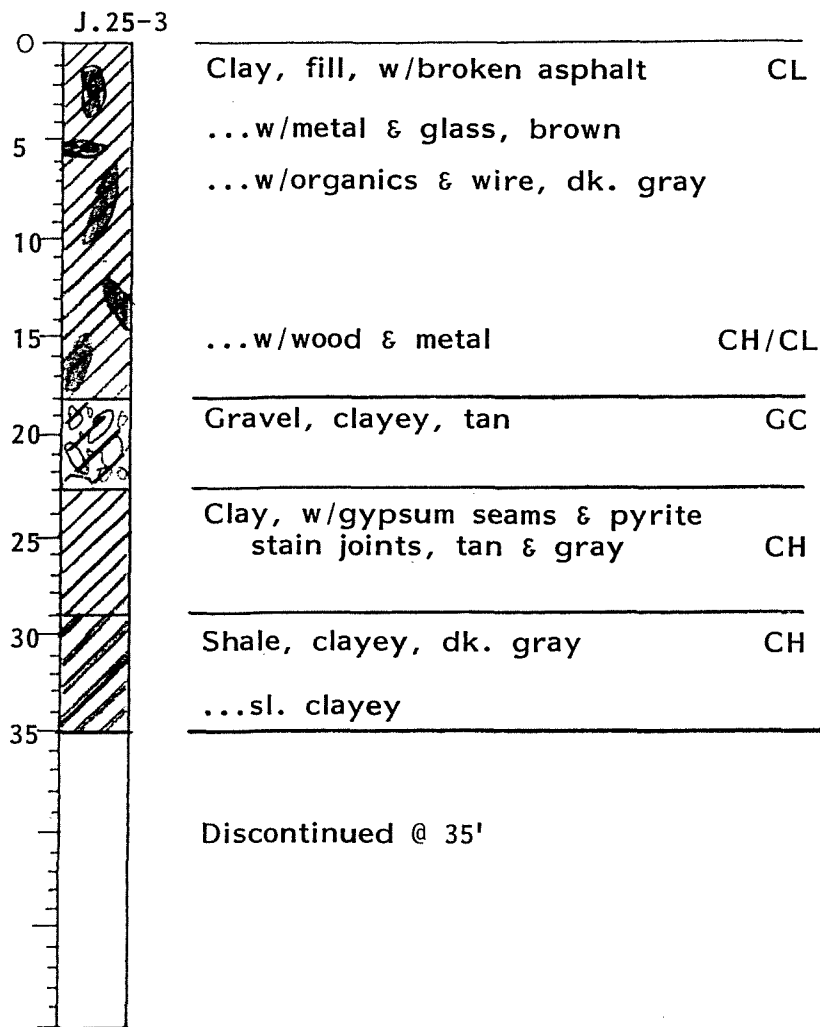 J.25-3
0
Clay, fill, w/broken asphalt CL
...w/metal & glass, brown
5
...w/organics & wire, dk. gray
10
15
...w/wood & metal CH/CL
Gravel, clayey, tan GC
20
Clay, w/gypsum seams & pyrite
stain joints, tan & gray CH
25
30
Shale, clayey, dk. gray CH
...sl. clayey
35
Discontinued @ 35'